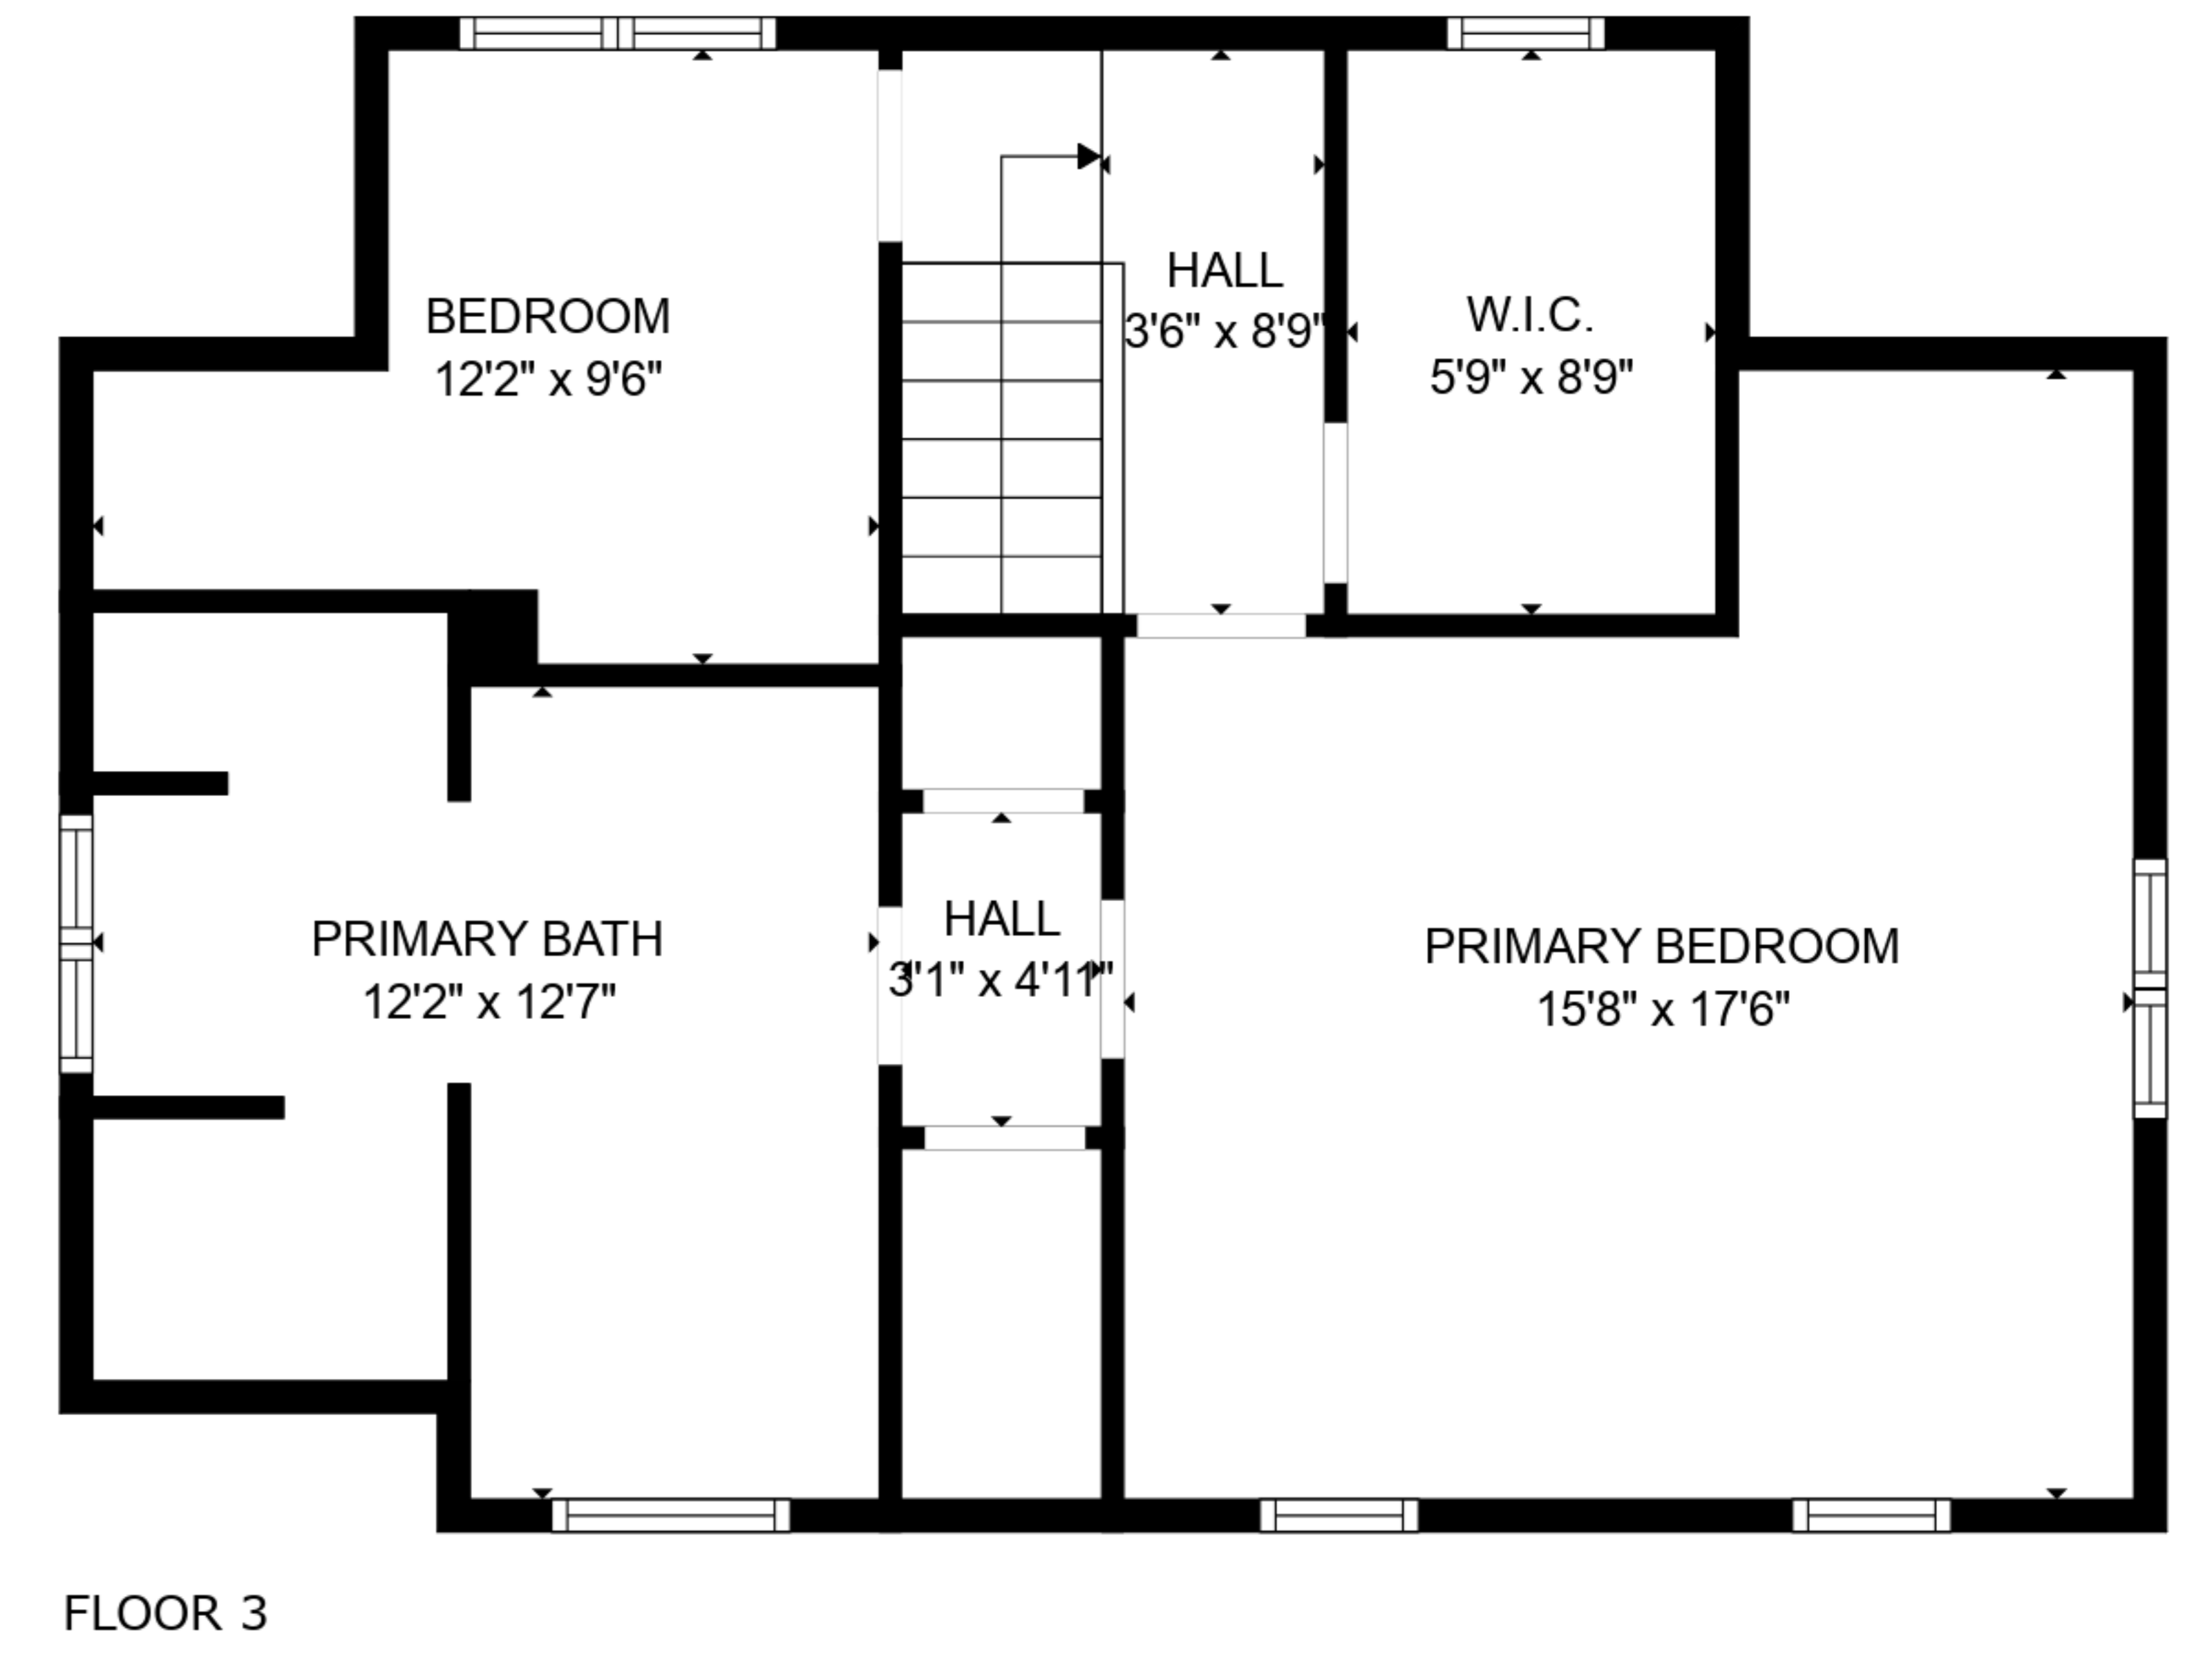 HALL
3'6" x 8'9"
BEDROOM
12'2" x 9'6"
W.I.C.
5'9" x 8'9"
HALL
3'1" x 4'11"
PRIMARY BATH
12'2" x 12'7"
PRIMARY BEDROOM
15'8" x 17'6"
FLOOR 3